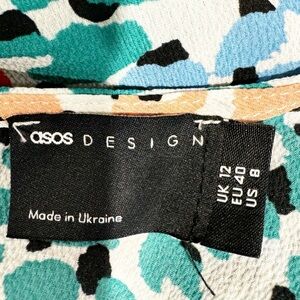 asos DESIGN
Made in Ukraine
UK 12
EU 40
US 8